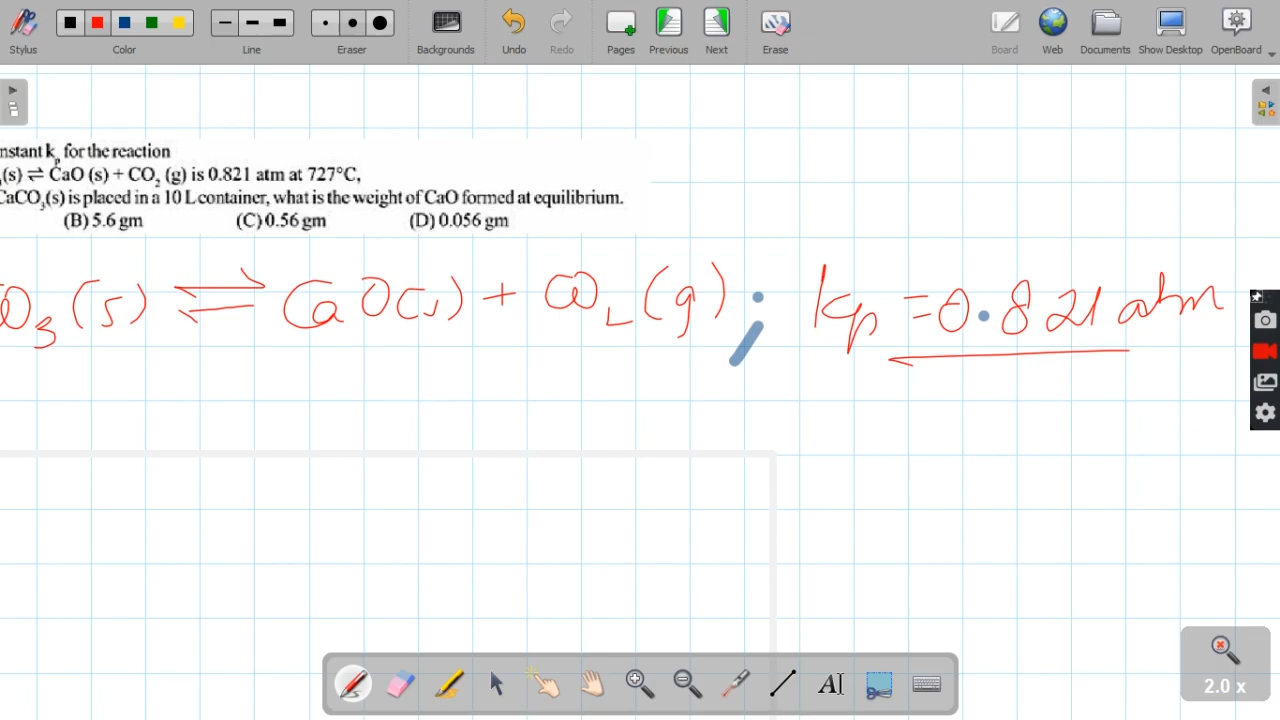 Stylus
Color
Line
Eraser
Backgrounds
Undo
Redo
Pages
Previous
Next
Erase
Board
Web
Documents
Show Desktop
OpenBoard
nstant kₚ for the reaction
₃(s) ⇌ CaO (s) + CO₂ (g) is 0.821 atm at 727°C,
CaCO₃(s) is placed in a 10 L container, what is the weight of CaO formed at equilibrium.
(B) 5.6 gm (C) 0.56 gm (D) 0.056 gm
O₃(s) ⇌ CaO(s) + CO₂(g) ; kp = 0.821 atm
AI
2.0 x